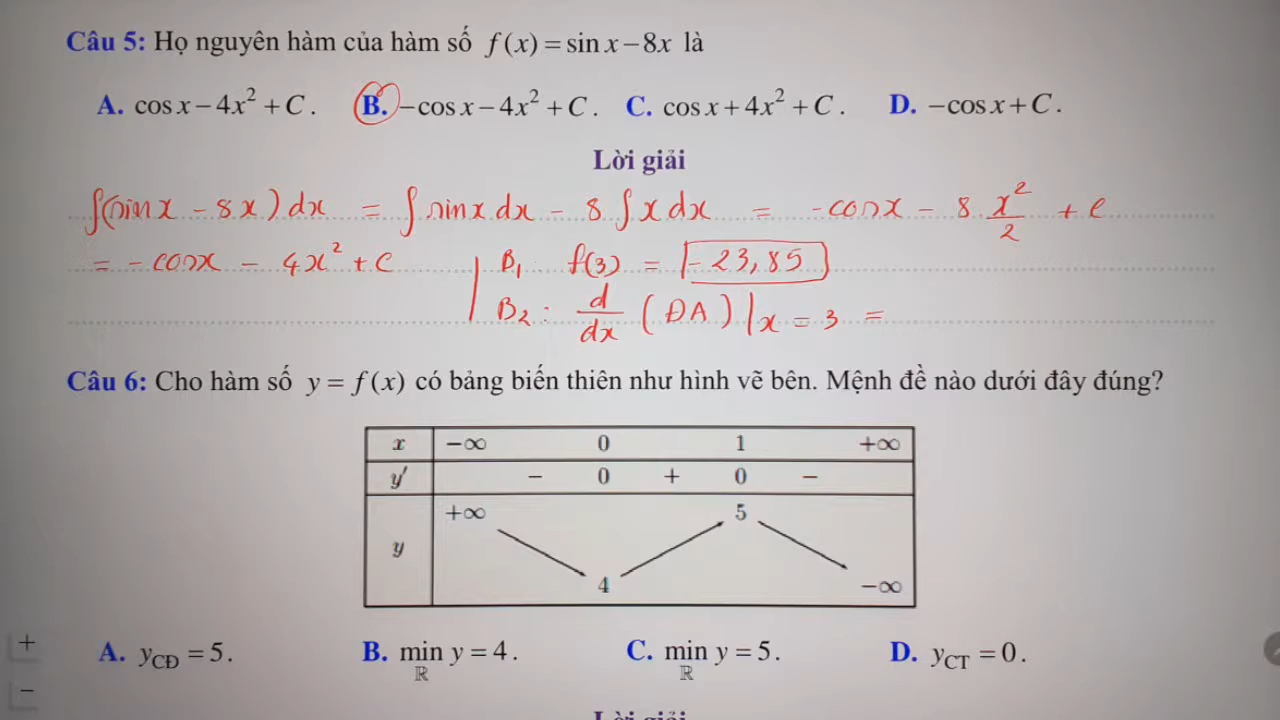 Câu 5: Họ nguyên hàm của hàm số f(x) = sin x − 8x là
A. cos x − 4x² + C. B. −cos x − 4x² + C. C. cos x + 4x² + C. D. −cos x + C.
Lời giải
∫(sin x − 8x)dx = ∫ sin x dx − 8 ∫ x dx = −cos x − 8 x²/2 + C
= −cos x − 4x² + C | B₁ : f(3) = −23,85
B₂ : d/dx (ĐA)|x = 3 =
Câu 6: Cho hàm số y = f(x) có bảng biến thiên như hình vẽ bên. Mệnh đề nào dưới đây đúng?
x −∞ 0 1 +∞
y′ − 0 + 0 −
+∞ 5
y
4 −∞
A. y_CĐ = 5. B. min_ℝ y = 4. C. min_ℝ y = 5. D. y_CT = 0.
+
−
Lời giải